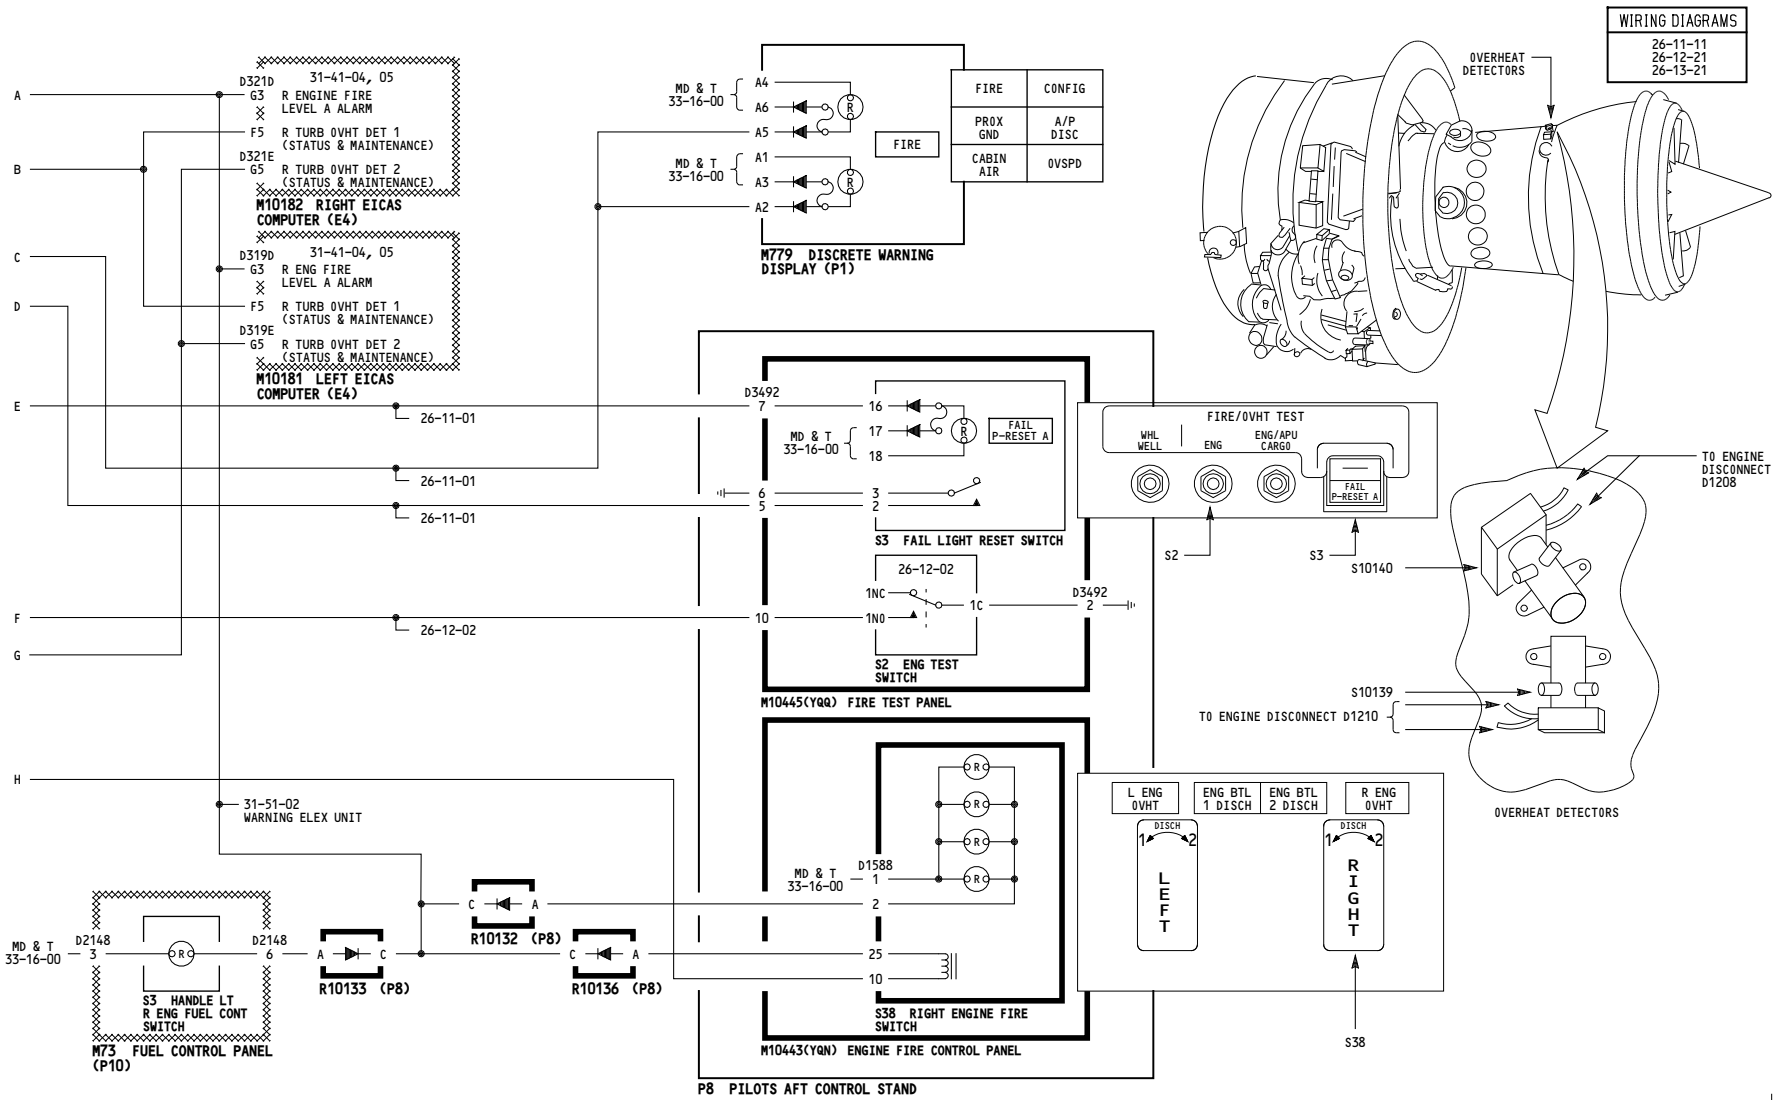 WIRING DIAGRAMS
26-11-11
26-12-21
26-13-21
OVERHEAT
DETECTORS
A
B
C
D
E
F
G
H
D321D
31-41-04, 05
G3 R ENGINE FIRE
LEVEL A ALARM
F5 R TURB OVHT DET 1
(STATUS & MAINTENANCE)
D321E
G5 R TURB OVHT DET 2
(STATUS & MAINTENANCE)
M10182 RIGHT EICAS
COMPUTER (E4)
D319D
31-41-04, 05
G3 R ENG FIRE
LEVEL A ALARM
F5 R TURB OVHT DET 1
(STATUS & MAINTENANCE)
D319E
G5 R TURB OVHT DET 2
(STATUS & MAINTENANCE)
M10181 LEFT EICAS
COMPUTER (E4)
MD & T
33-16-00
A4
A6
A5
R
MD & T
33-16-00
A1
A3
A2
R
FIRE
FIRE CONFIG
PROX
GND
A/P
DISC
CABIN
AIR
OVSPD
M779 DISCRETE WARNING
DISPLAY (P1)
26-11-01
26-11-01
26-11-01
26-12-02
D3492
7
16
17
18
MD & T
33-16-00
R
FAIL
P-RESET A
6
5
3
2
S3 FAIL LIGHT RESET SWITCH
26-12-02
1NC
1NO
1C
10
D3492
2
S2 ENG TEST
SWITCH
M10445(YQQ) FIRE TEST PANEL
FIRE/OVHT TEST
WHL
WELL
ENG
ENG/APU
CARGO
FAIL
P-RESET A
S2
S3
TO ENGINE
DISCONNECT
D1208
S10140
S10139
TO ENGINE DISCONNECT D1210
OVERHEAT DETECTORS
31-51-02
WARNING ELEX UNIT
MD & T
33-16-00
D2148
3
R
D2148
6
S3 HANDLE LT
R ENG FUEL CONT
SWITCH
M73 FUEL CONTROL PANEL
(P10)
A C
R10133 (P8)
C A
R10132 (P8)
C A
R10136 (P8)
MD & T
33-16-00
D1588
1
2
25
10
R
R
R
R
S38 RIGHT ENGINE FIRE
SWITCH
M10443(YQN) ENGINE FIRE CONTROL PANEL
P8 PILOTS AFT CONTROL STAND
L ENG
OVHT
ENG BTL
1 DISCH
ENG BTL
2 DISCH
R ENG
OVHT
DISCH
1 2
LEFT
DISCH
1 2
RIGHT
S38